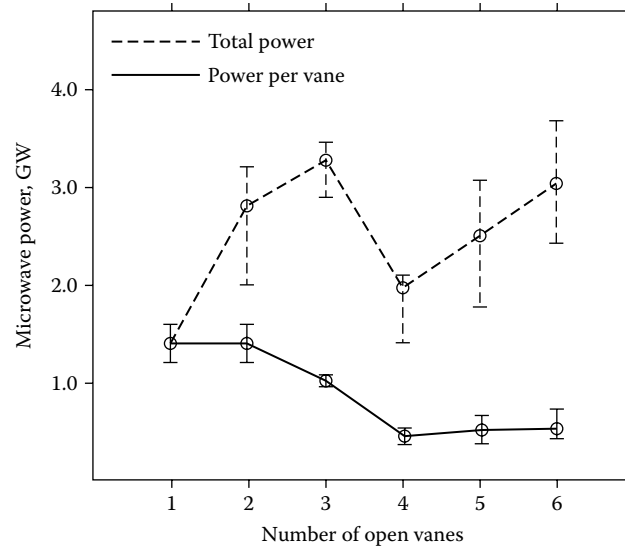 Total power
Power per vane
4.0
3.0
2.0
1.0
Microwave power, GW
1 2 3 4 5 6
Number of open vanes